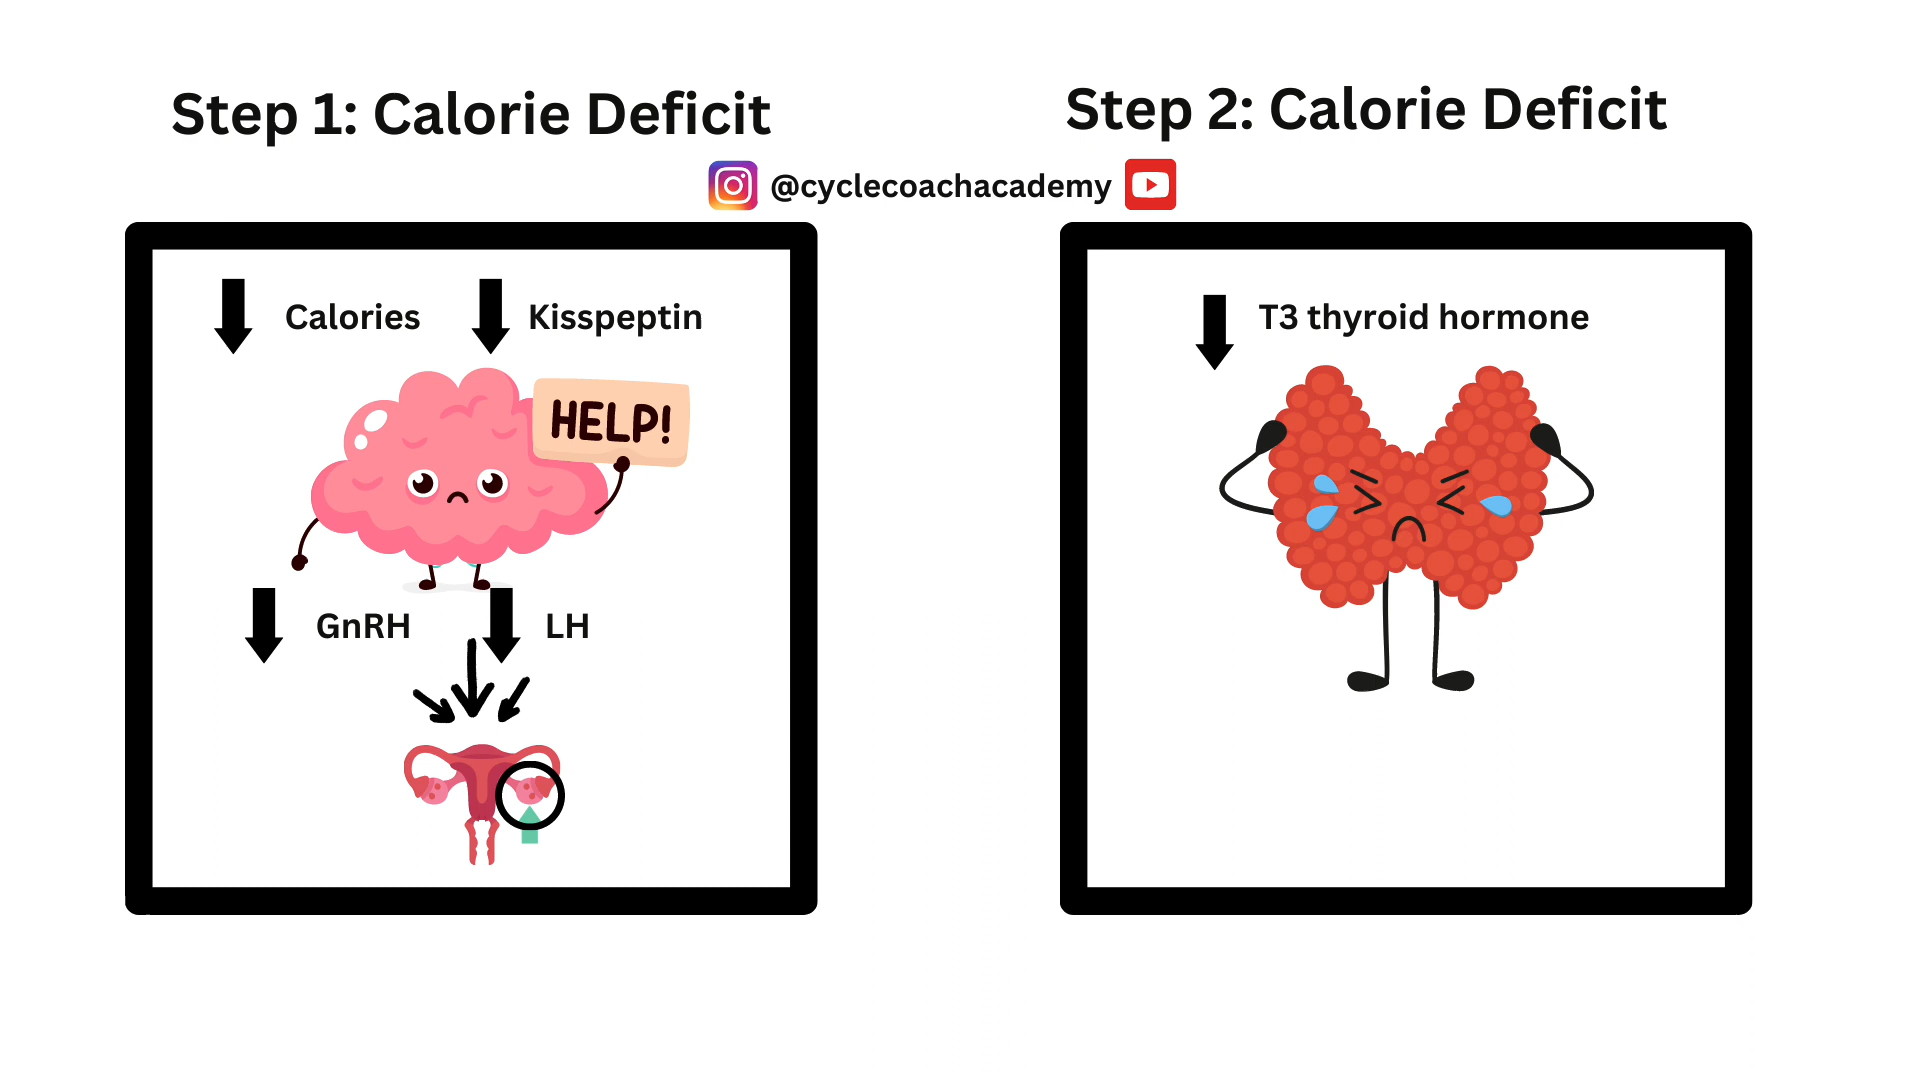 Step 1: Calorie Deficit
Step 2: Calorie Deficit
@cyclecoachacademy
Calories
Kisspeptin
HELP!
GnRH
LH
T3 thyroid hormone